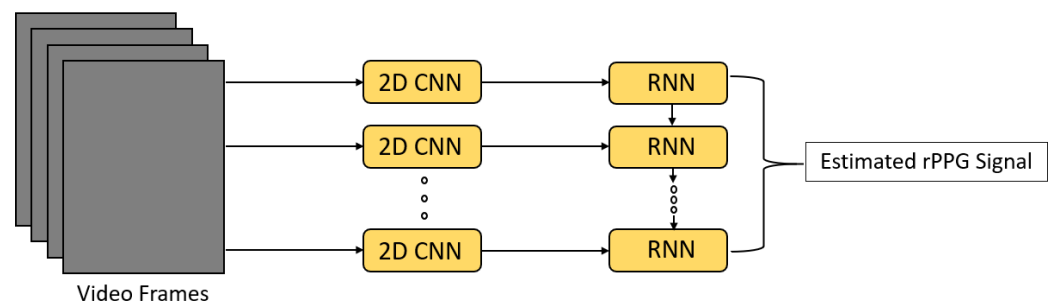 2D CNN
RNN
2D CNN
RNN
Estimated rPPG Signal
2D CNN
RNN
Video Frames